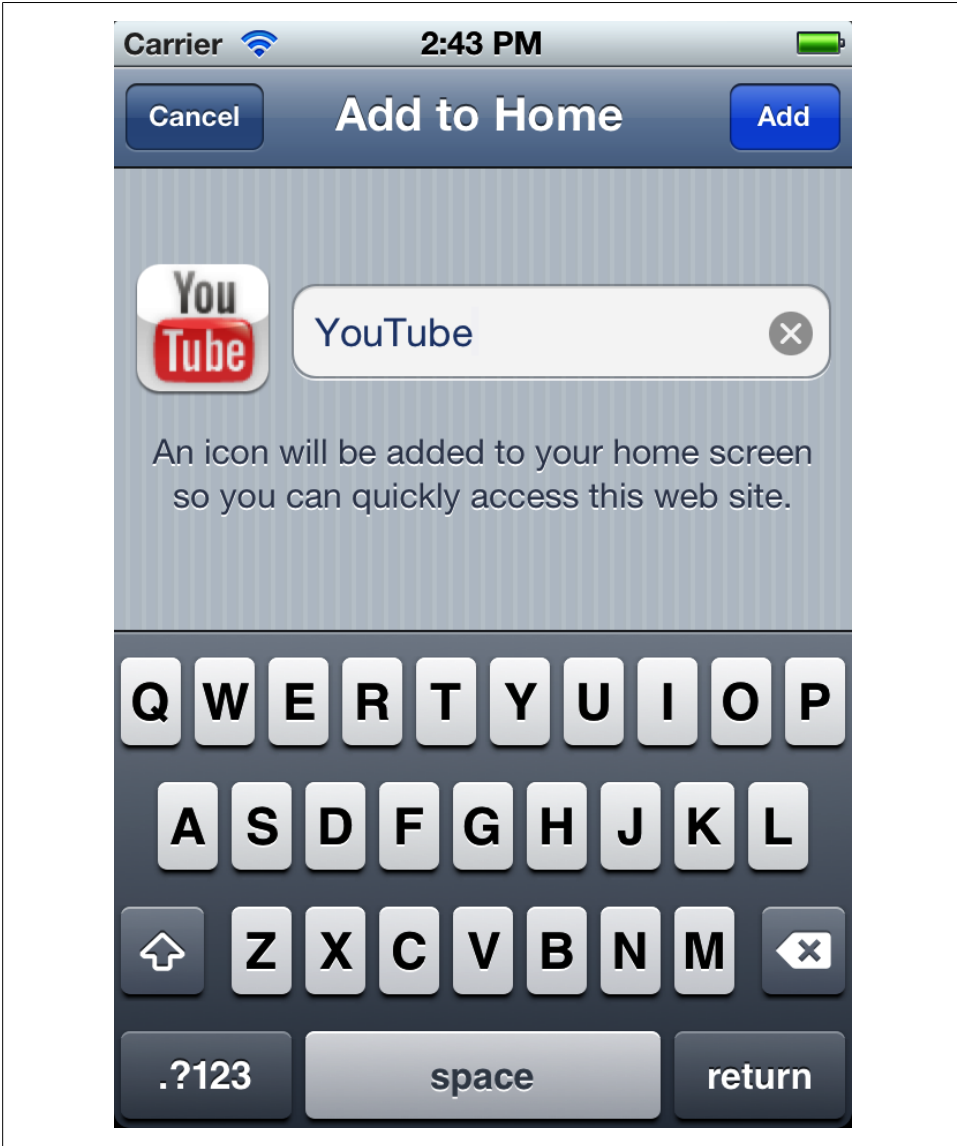 Carrier 2:43 PM
Cancel Add to Home Add
You
Tube
YouTube
An icon will be added to your home screen
so you can quickly access this web site.
Q W E R T Y U I O P
A S D F G H J K L
Z X C V B N M
.?123 space return